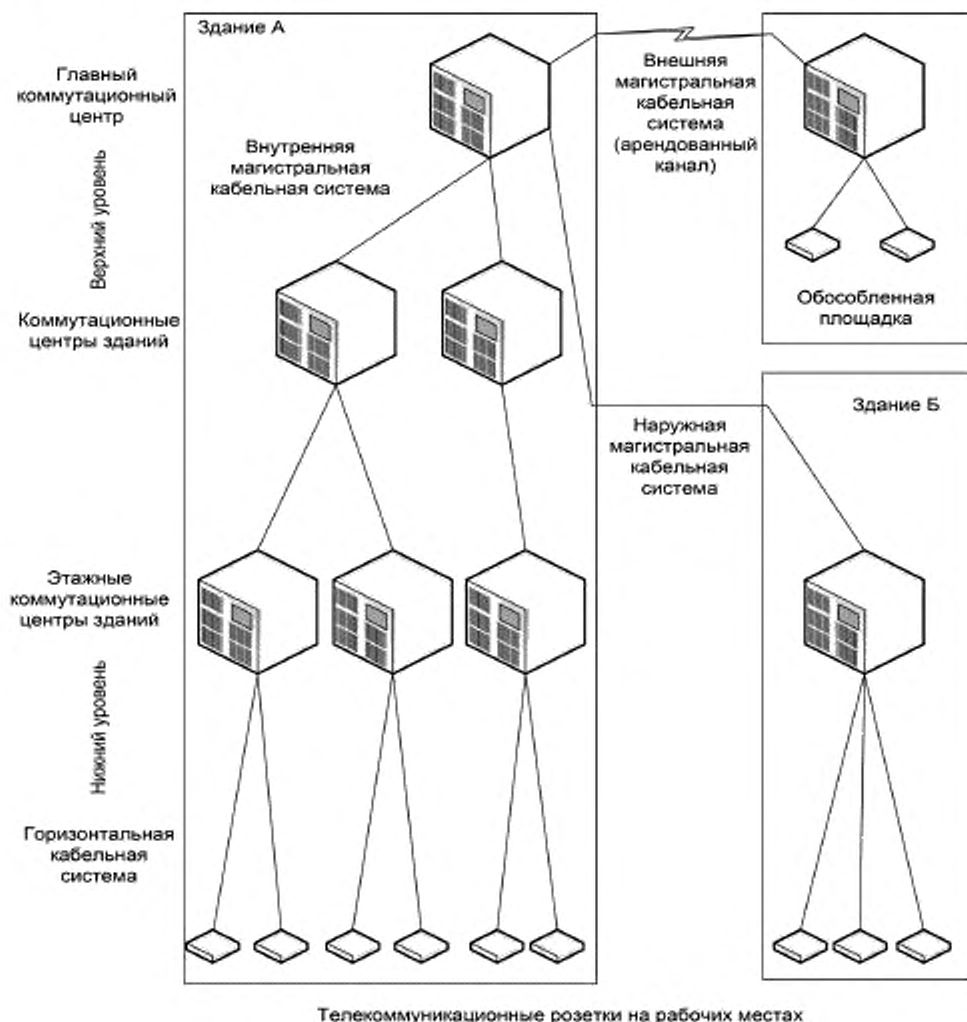 Здание А
Главный
коммутационный
центр
Внешняя
магистральная
кабельная
система
(арендованный
канал)
Внутренняя
магистральная
кабельная система
Верхний уровень
Обособленная
площадка
Коммутационные
центры зданий
Здание Б
Наружная
магистральная
кабельная
система
Этажные
коммутационные
центры зданий
Нижний уровень
Горизонтальная
кабельная
система
Телекоммуникационные розетки на рабочих местах